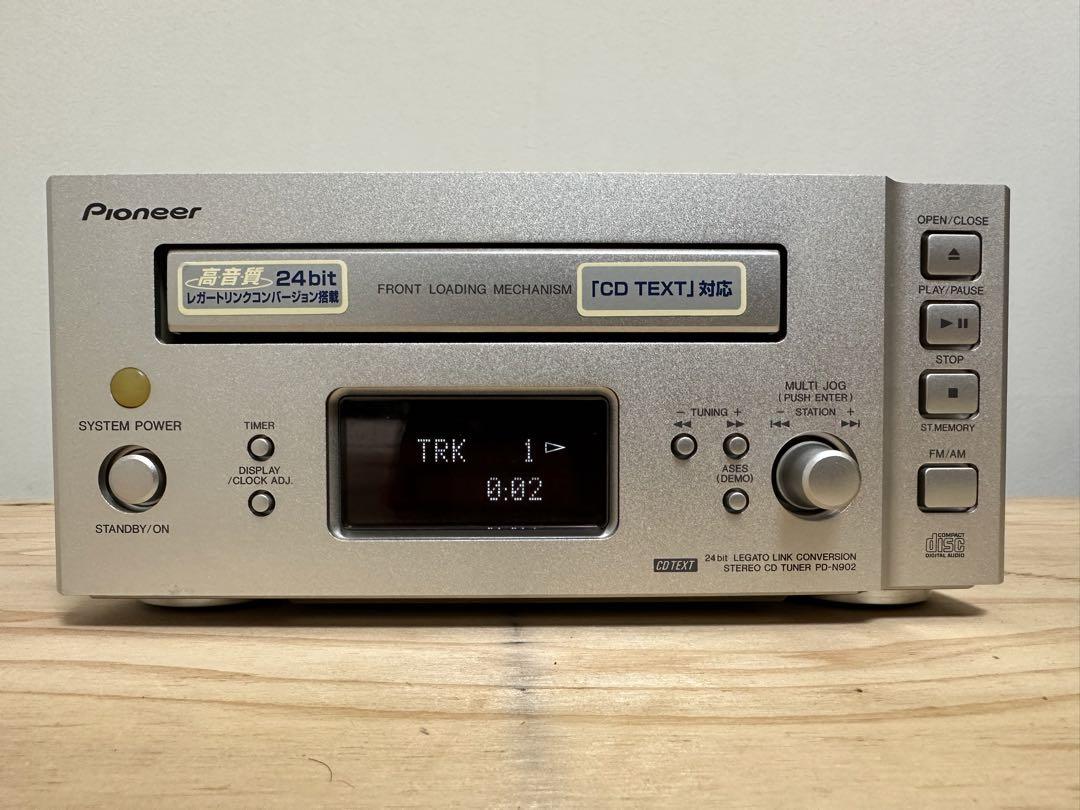 Pioneer
高音質 24bit
レガートリンクコンバージョン搭載
FRONT LOADING MECHANISM
「CD TEXT」対応
OPEN/CLOSE
PLAY/PAUSE
STOP
ST.MEMORY
FM/AM
SYSTEM POWER
STANDBY/ON
TIMER
DISPLAY
/CLOCK ADJ.
TRK 1
0:02
− TUNING +
ASES
(DEMO)
MULTI JOG
(PUSH ENTER)
− STATION +
CD TEXT
24bit LEGATO LINK CONVERSION
STEREO CD TUNER PD-N902
COMPACT
disc
DIGITAL AUDIO